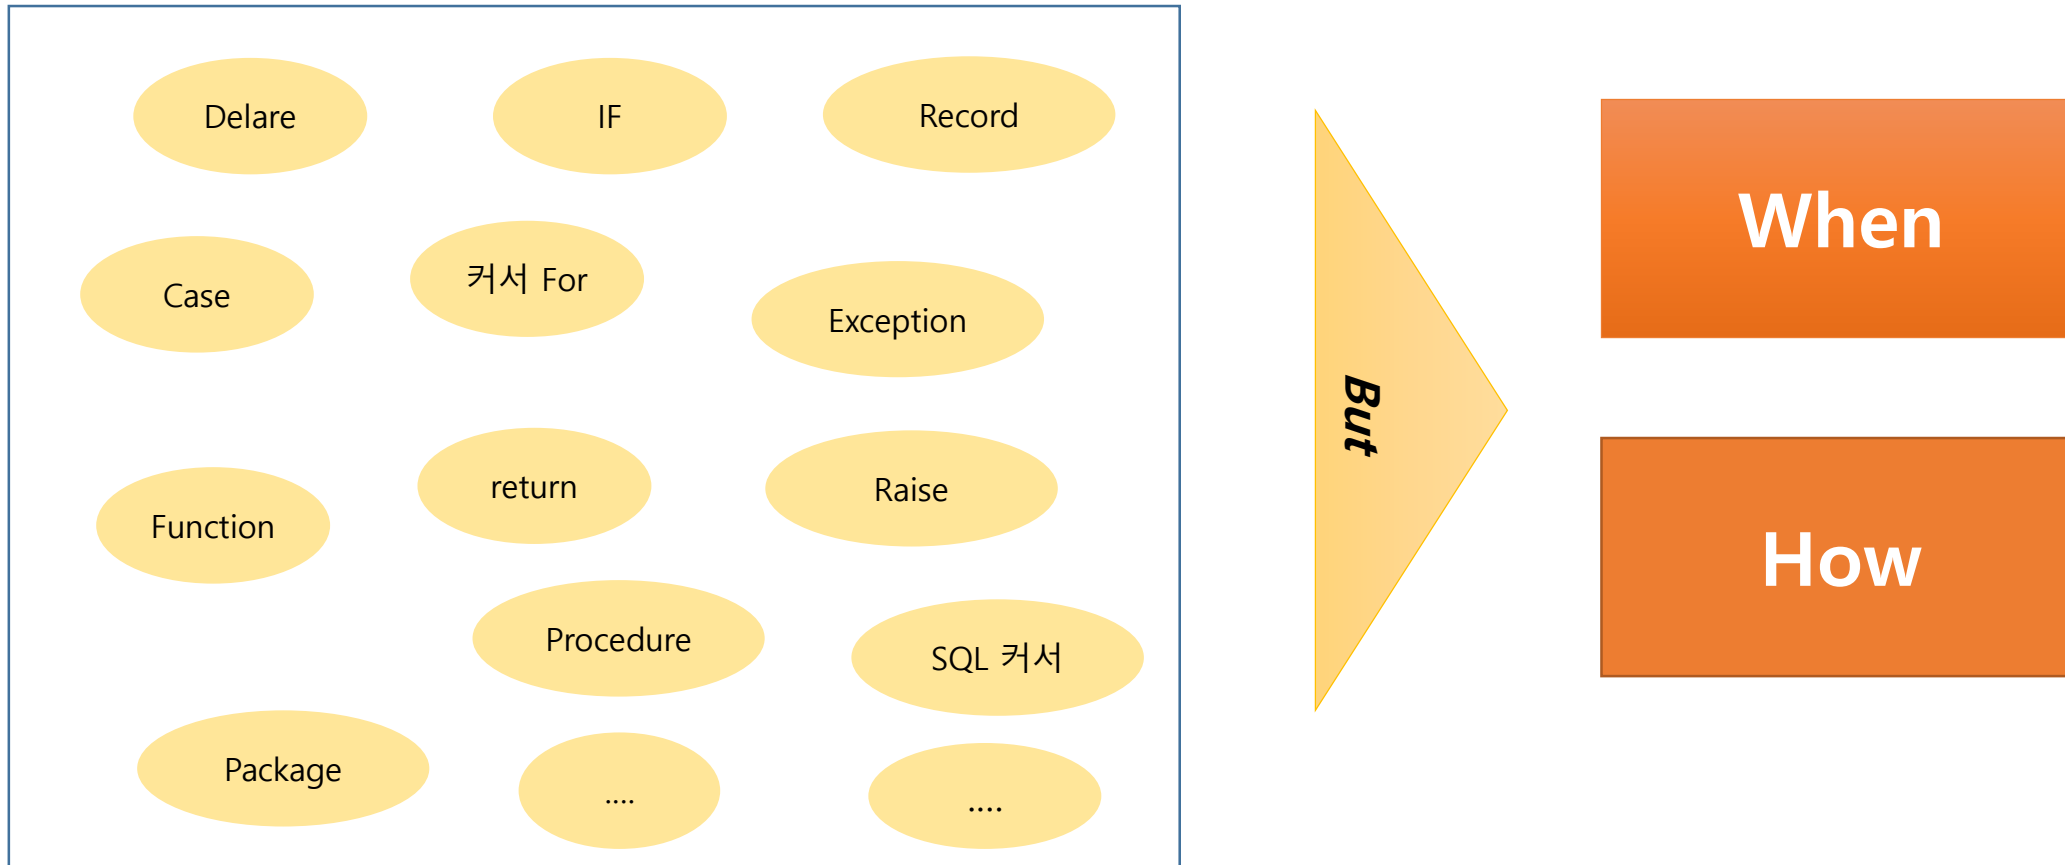 Delare
IF
Record
Case
커서 For
Exception
Function
return
Raise
Procedure
SQL 커서
Package
....
....
But
When
How